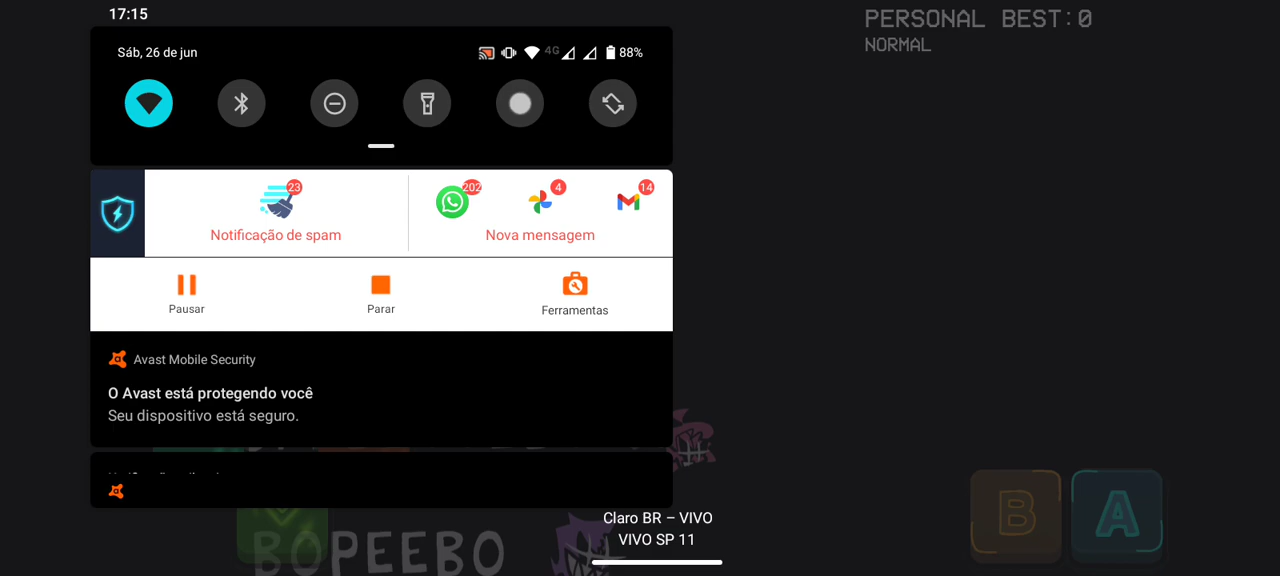 17:15
PERSONAL BEST:0
NORMAL
Sáb, 26 de jun
4G
88%
23
202
4
14
Notificação de spam
Nova mensagem
Pausar
Parar
Ferramentas
Avast Mobile Security
O Avast está protegendo você
Seu dispositivo está seguro.
B
A
Claro BR – VIVO
VIVO SP 11
BOPEEBO